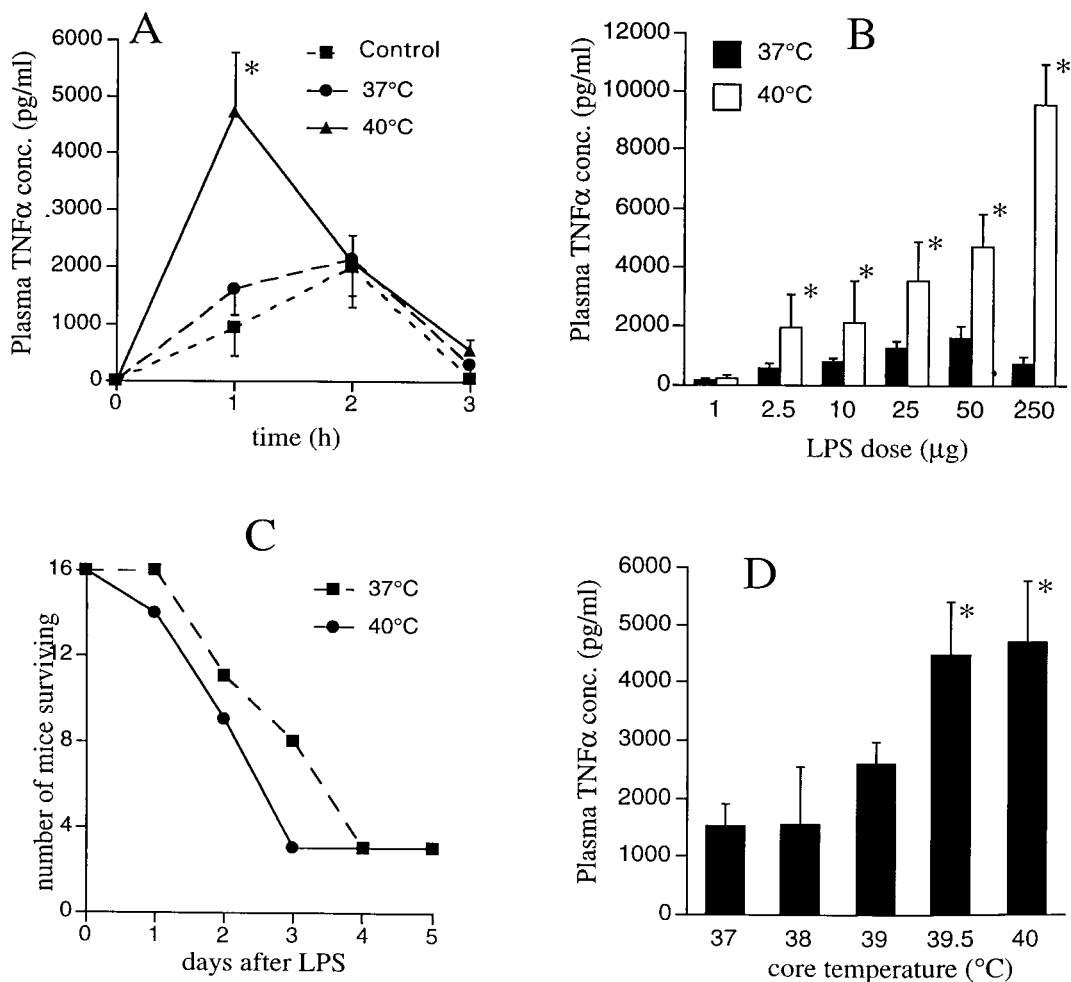 A
Plasma TNFα conc. (pg/ml)
6000
5000
4000
3000
2000
1000
0
Control
37°C
40°C
*
0 1 2 3
time (h)
B
Plasma TNFα conc. (pg/ml)
12000
10000
8000
6000
4000
2000
0
37°C
40°C
* * * * *
1 2.5 10 25 50 250
LPS dose (μg)
C
number of mice surviving
16
12
8
4
0
37°C
40°C
0 1 2 3 4 5
days after LPS
D
Plasma TNFα conc. (pg/ml)
6000
5000
4000
3000
2000
1000
0
* *
37 38 39 39.5 40
core temperature (°C)